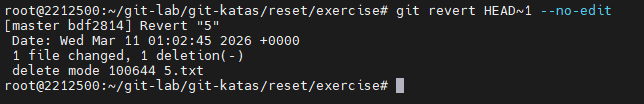 root@2212500:~/git-lab/git-katas/reset/exercise# git revert HEAD~1 --no-edit
[master bdf2814] Revert "5"
 Date: Wed Mar 11 01:02:45 2026 +0000
 1 file changed, 1 deletion(-)
 delete mode 100644 5.txt
root@2212500:~/git-lab/git-katas/reset/exercise#